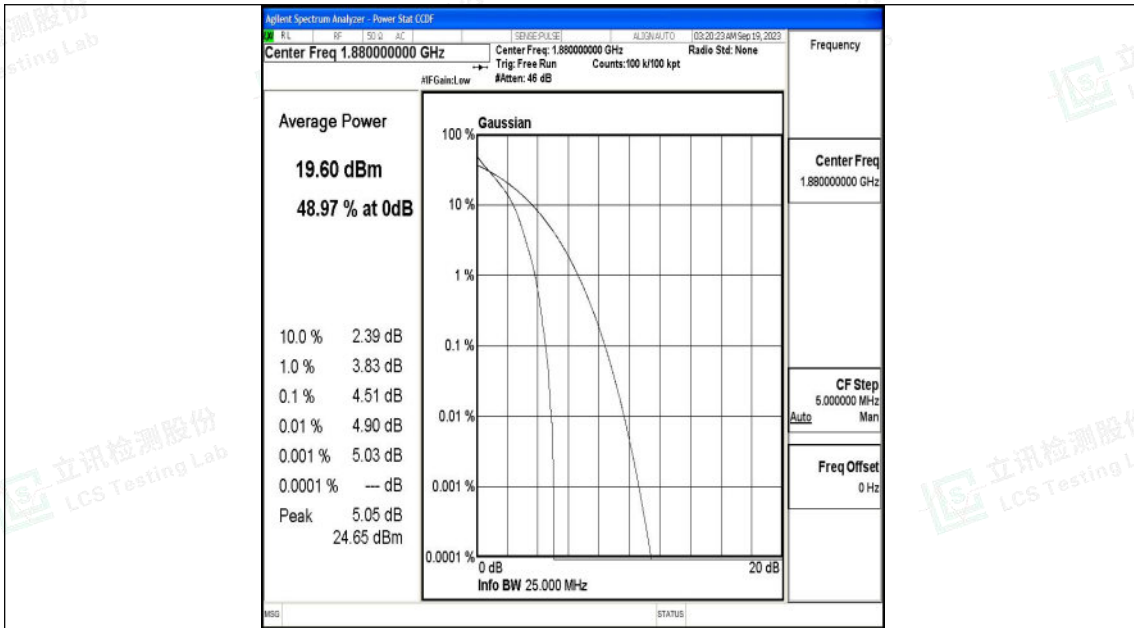 Agilent Spectrum Analyzer - Power Stat CCDF
RL RF 50 Ω AC SENSE:PULSE ALIGN AUTO 03:20:23 AM Sep 19, 2023
Center Freq 1.880000000 GHz
Center Freq: 1.880000000 GHz Radio Std: None
Trig: Free Run Counts:100 k/100 kpt
#IFGain:Low #Atten: 46 dB
Frequency
Average Power
19.60 dBm
48.97 % at 0dB
10.0 % 2.39 dB
1.0 % 3.83 dB
0.1 % 4.51 dB
0.01 % 4.90 dB
0.001 % 5.03 dB
0.0001 % --- dB
Peak 5.05 dB
24.65 dBm
Gaussian
100 %
10 %
1 %
0.1 %
0.01 %
0.001 %
0.0001 %
0 dB 20 dB
Info BW 25.000 MHz
Center Freq
1.880000000 GHz
CF Step
5.000000 MHz
Auto Man
Freq Offset
0 Hz
MSG STATUS
立讯检测股份
LCS Testing Lab
立讯检测股份
LCS Testing L
测股份
sting Lab